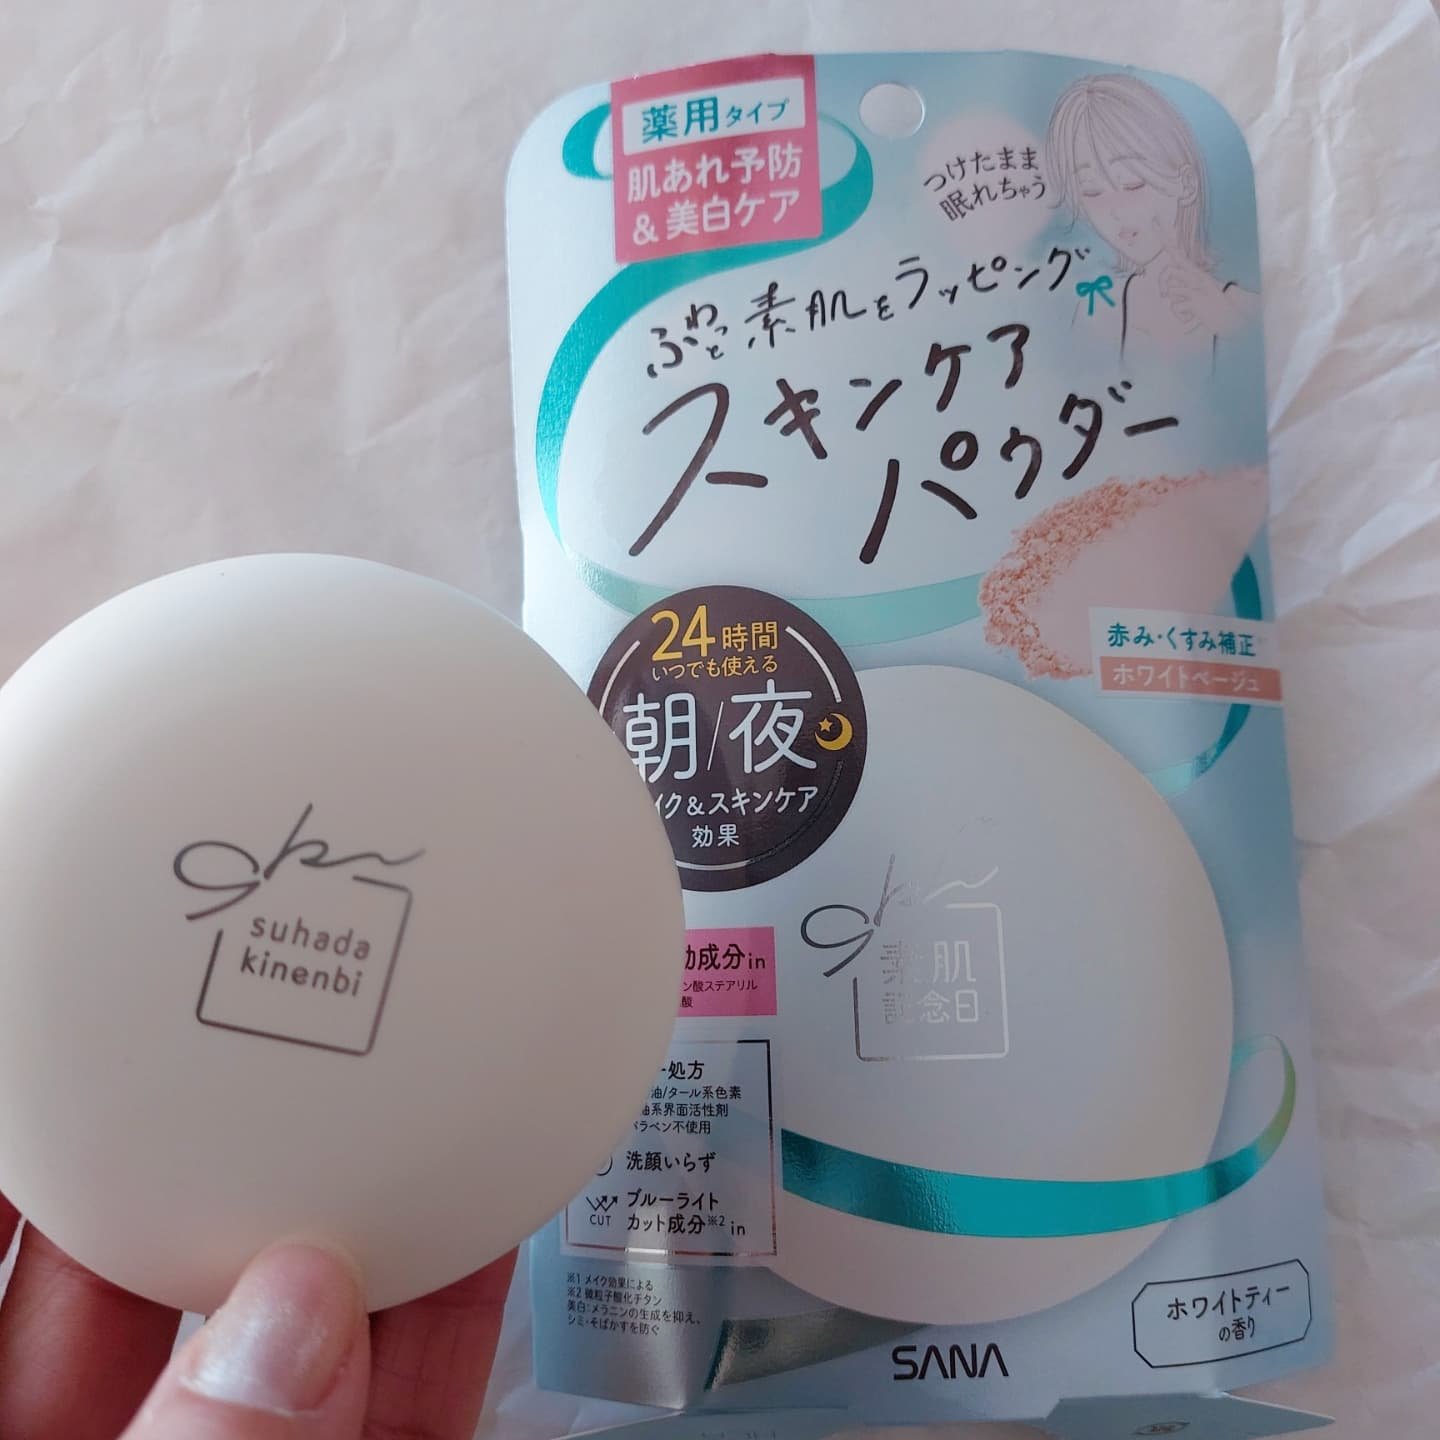 薬用タイプ
肌あれ予防
&美白ケア
つけたまま
眠れちゃう
ふわっと素肌をラッピング
スキンケア
パウダー
24時間
いつでも使える
朝/夜
イク&スキンケア
効果
赤み・くすみ補正
ホワイトベージュ
suhada
kinenbi
成分in
ン酸ステアリル
酸
素肌
記念日
処方
油/タール系色素
油系界面活性剤
パラベン不使用
洗顔いらず
CUT
ブルーライト
カット成分※2 in
※1 メイク効果による
※2 微粒子酸化チタン
美白:メラニンの生成を抑え、
シミ・そばかすを防ぐ
SANA
ホワイトティー
の香り